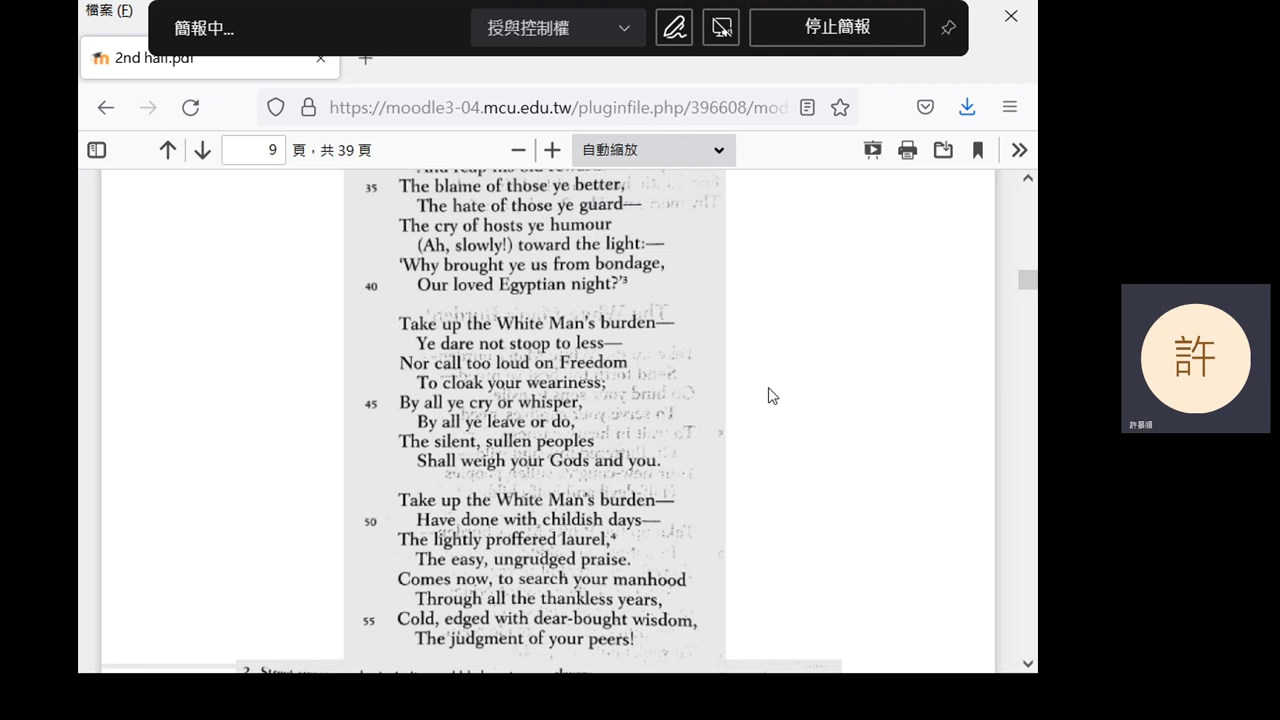 檔案 (F)
簡報中...
授與控制權
停止簡報
2nd half.pdf
https://moodle3-04.mcu.edu.tw/pluginfile.php/396608/mod
9 頁，共 39 頁
自動縮放
35 The blame of those ye better,
The hate of those ye guard—
The cry of hosts ye humour
(Ah, slowly!) toward the light:—
‘Why brought ye us from bondage,
40 Our loved Egyptian night?’³
Take up the White Man’s burden—
Ye dare not stoop to less—
Nor call too loud on Freedom
To cloak your weariness;
45 By all ye cry or whisper,
By all ye leave or do,
The silent, sullen peoples
Shall weigh your Gods and you.
Take up the White Man’s burden—
50 Have done with childish days—
The lightly proffered laurel,⁴
The easy, ungrudged praise.
Comes now, to search your manhood
Through all the thankless years,
55 Cold, edged with dear-bought wisdom,
The judgment of your peers!
許
許景順